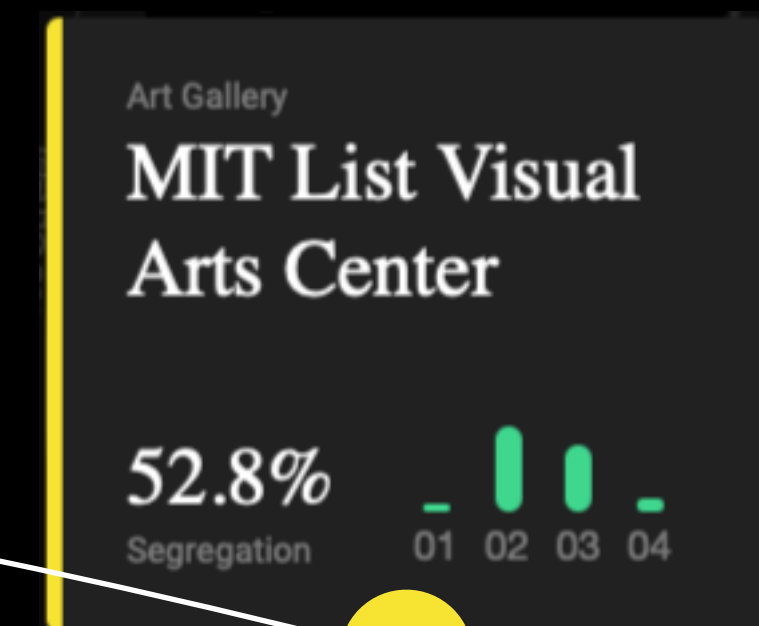 Art Gallery
MIT List Visual
Arts Center
52.8%
Segregation
01 02 03 04